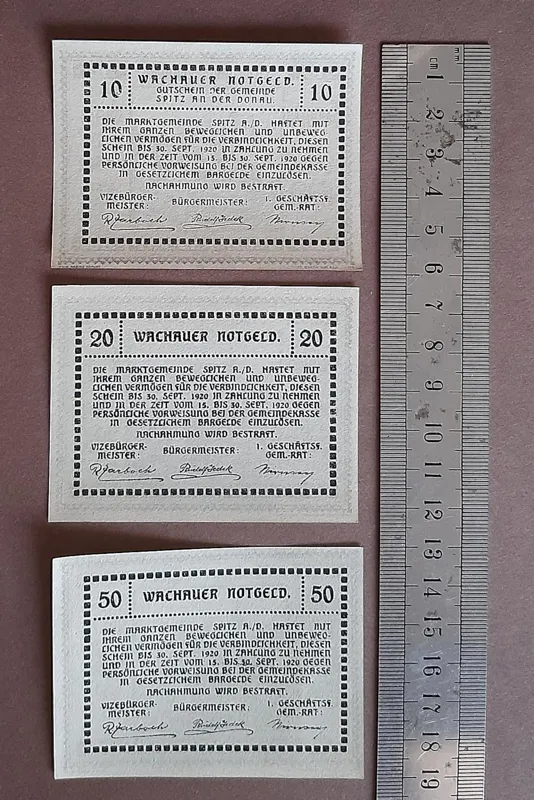 10 WACHAUER NOTGELD. 10
GUTSCHEIN DER GEMEINDE
SPITZ AN DER DONAU.
DIE MARKTGEMEINDE SPITZ A./D. HAFTET MIT
IHREM GANZEN BEWEGLICHEN UND UNBEWEG-
LICHEN VERMÖGEN FÜR DIE VERBINDLICHKEIT, DIESEN
SCHEIN BIS 30. SEPT. 1920 IN ZAHLUNG ZU NEHMEN
UND IN DER ZEIT VOM 15. BIS 30. SEPT. 1920 GEGEN
PERSÖNLICHE VORWEISUNG BEI DER GEMEINDEKASSE
IN GESETZLICHEM BARGELDE EINZULÖSEN.
NACHAHMUNG WIRD BESTRAFT.
VIZEBÜRGER-
MEISTER: BÜRGERMEISTER: 1. GESCHÄFTSF.
GEM.-RAT:
20 WACHAUER NOTGELD. 20
DIE MARKTGEMEINDE SPITZ A./D. HAFTET MIT
IHREM GANZEN BEWEGLICHEN UND UNBEWEG-
LICHEN VERMÖGEN FÜR DIE VERBINDLICHKEIT, DIESEN
SCHEIN BIS 30. SEPT. 1920 IN ZAHLUNG ZU NEHMEN
UND IN DER ZEIT VOM 15. BIS 30. SEPT. 1920 GEGEN
PERSÖNLICHE VORWEISUNG BEI DER GEMEINDEKASSE
IN GESETZLICHEM BARGELDE EINZULÖSEN.
NACHAHMUNG WIRD BESTRAFT.
VIZEBÜRGER-
MEISTER: BÜRGERMEISTER: 1. GESCHÄFTSF.
GEM.-RAT:
50 WACHAUER NOTGELD. 50
DIE MARKTGEMEINDE SPITZ A./D. HAFTET MIT
IHREM GANZEN BEWEGLICHEN UND UNBEWEG-
LICHEN VERMÖGEN FÜR DIE VERBINDLICHKEIT, DIESEN
SCHEIN BIS 30. SEPT. 1920 IN ZAHLUNG ZU NEHMEN
UND IN DER ZEIT VOM 15. BIS 30. SEPT. 1920 GEGEN
PERSÖNLICHE VORWEISUNG BEI DER GEMEINDEKASSE
IN GESETZLICHEM BARGELDE EINZULÖSEN.
NACHAHMUNG WIRD BESTRAFT.
VIZEBÜRGER-
MEISTER: BÜRGERMEISTER: 1. GESCHÄFTSF.
GEM.-RAT:
cm mm
1 2 3 4 5 6 7 8 9 10 11 12 13 14 15 16 17 18 19